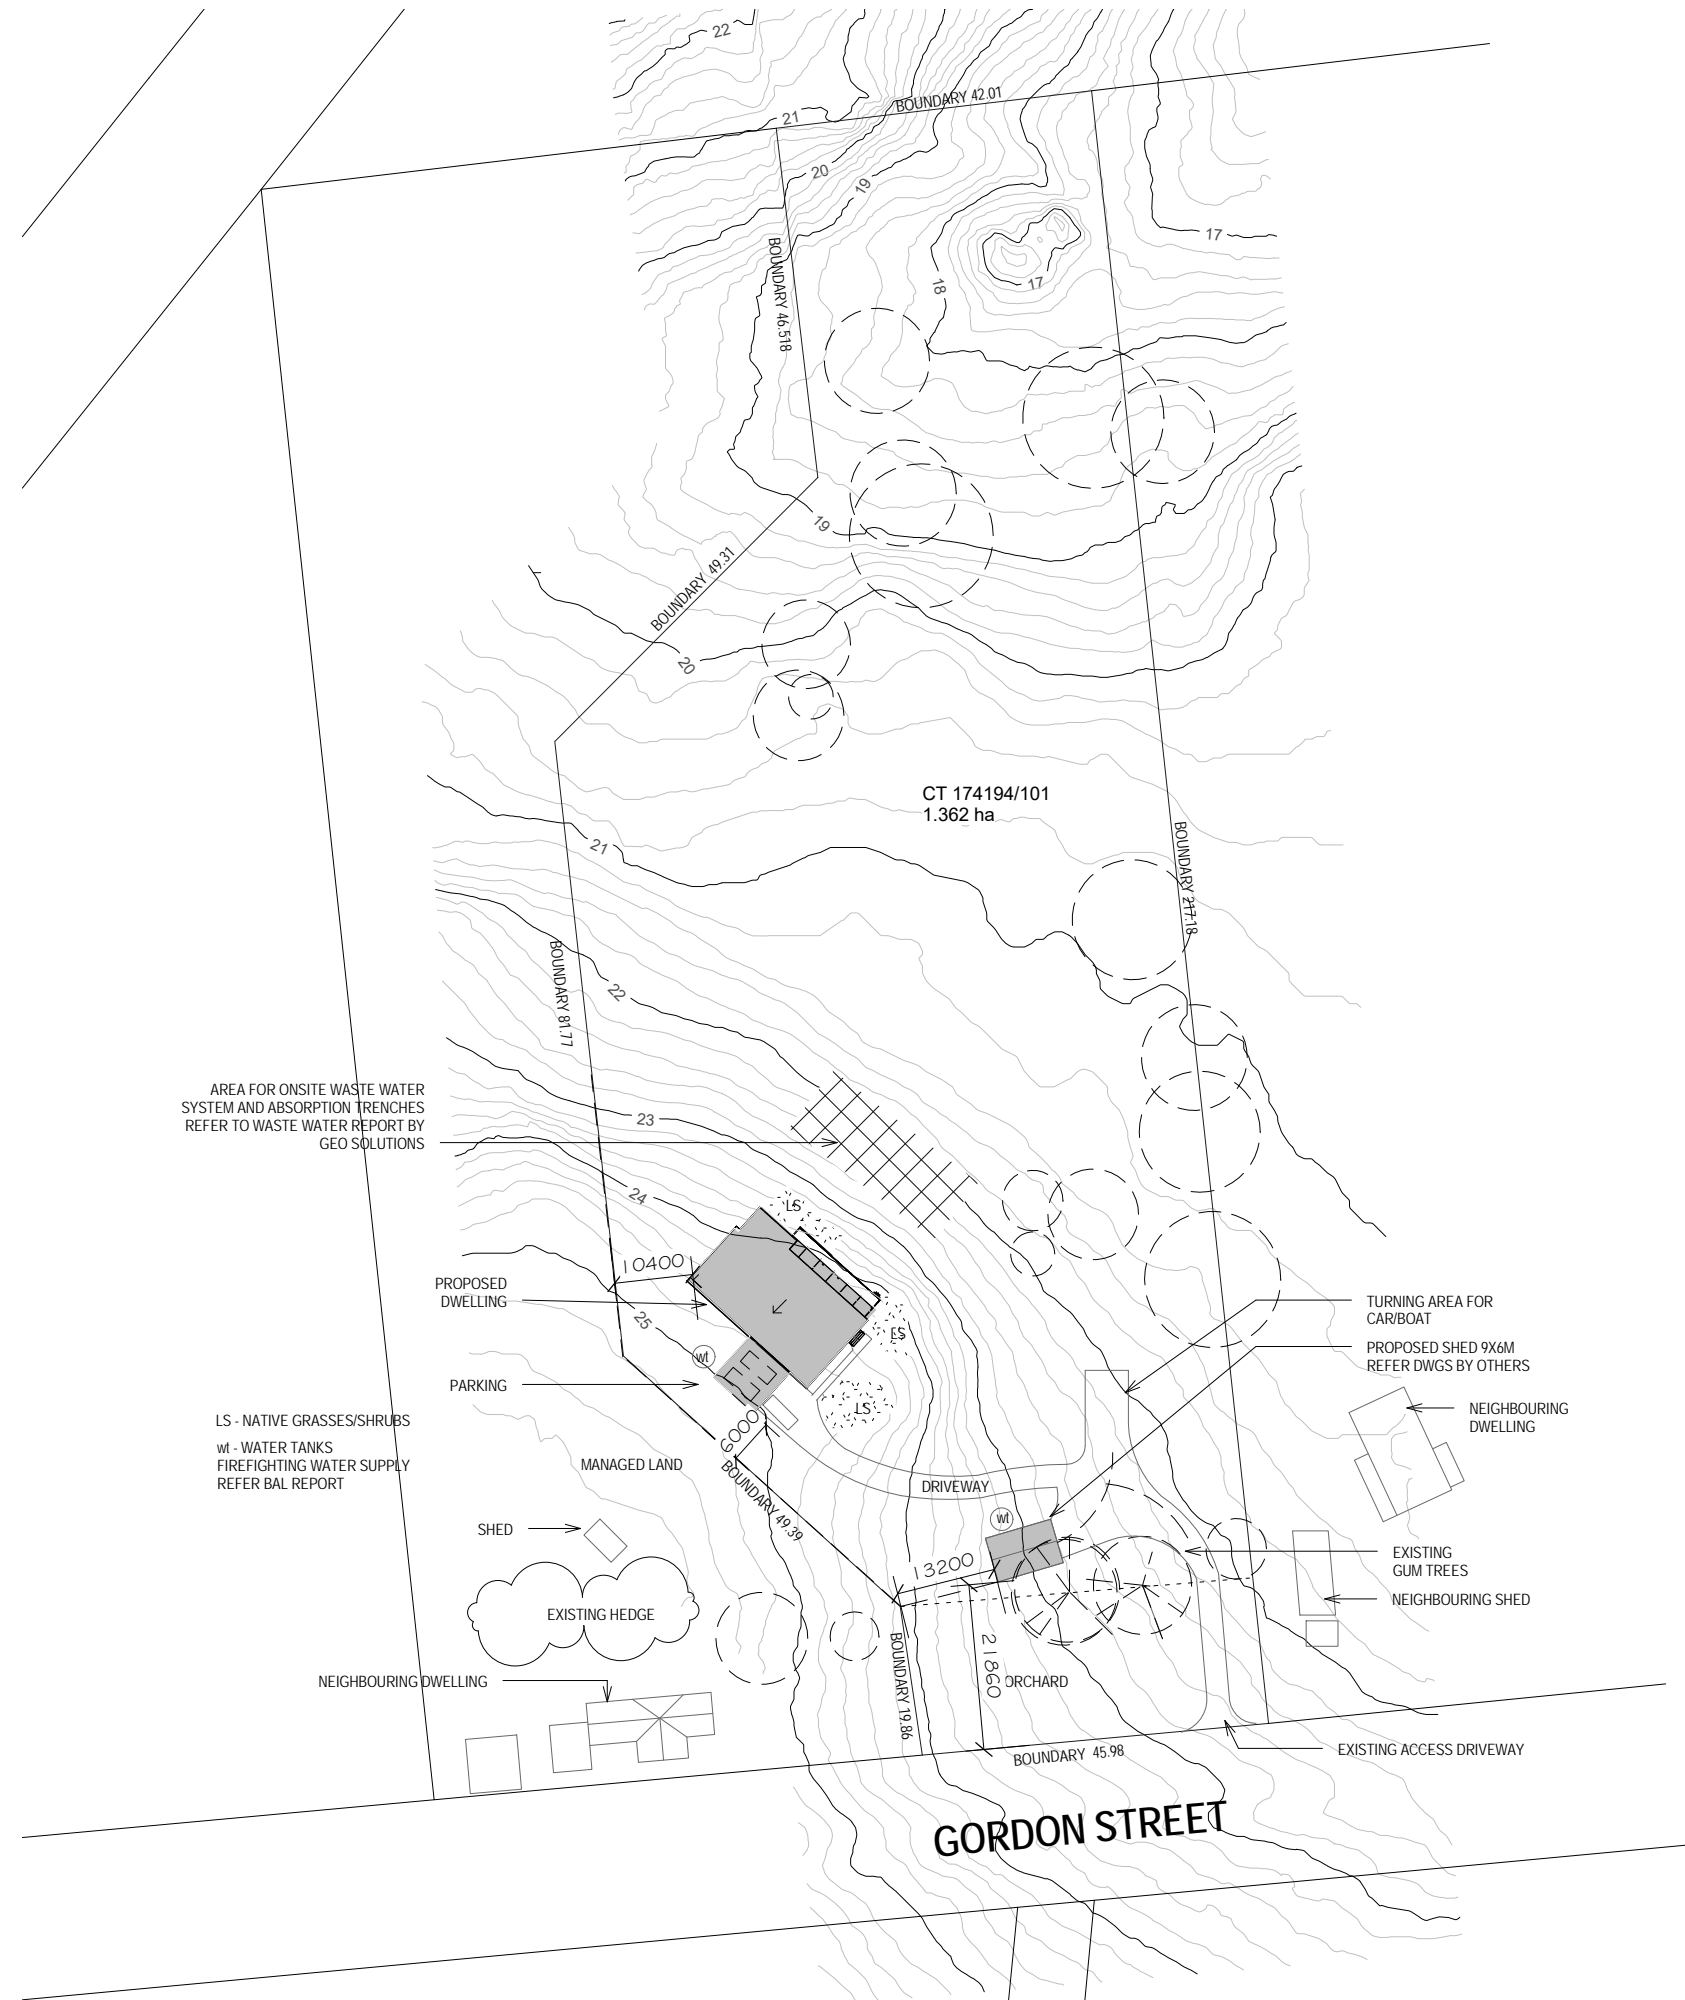 22
BOUNDARY 42.01
21
20
19
BOUNDARY 46.518
17
18
17
19
BOUNDARY 49.31
20
CT 174194/101
1.362 ha
21
BOUNDARY 217.18
BOUNDARY 81.77
22
AREA FOR ONSITE WASTE WATER
SYSTEM AND ABSORPTION TRENCHES
REFER TO WASTE WATER REPORT BY
GEO SOLUTIONS
23
24
LS
10400
PROPOSED
DWELLING
25
LS
TURNING AREA FOR
CAR/BOAT
wt
PROPOSED SHED 9X6M
REFER DWGS BY OTHERS
PARKING
LS
NEIGHBOURING
DWELLING
LS - NATIVE GRASSES/SHRUBS
wt - WATER TANKS
FIREFIGHTING WATER SUPPLY
REFER BAL REPORT
6000
MANAGED LAND
BOUNDARY 49.39
DRIVEWAY
wt
SHED
13200
EXISTING
GUM TREES
NEIGHBOURING SHED
EXISTING HEDGE
BOUNDARY 19.86
21860
ORCHARD
NEIGHBOURING DWELLING
BOUNDARY 45.98
EXISTING ACCESS DRIVEWAY
GORDON STREET